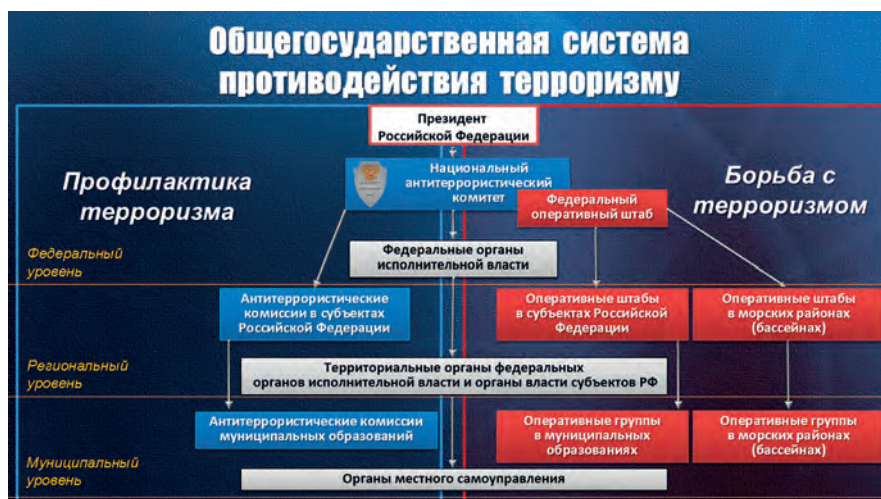 Общегосударственная система
противодействия терроризму
Президент
Российской Федерации
Профилактика
терроризма
Национальный
антитеррористический
комитет
Борьба с
терроризмом
Федеральный
оперативный штаб
Федеральный
уровень
Федеральные органы
исполнительной власти
Антитеррористические
комиссии в субъектах
Российской Федерации
Оперативные штабы
в субъектах Российской
Федерации
Оперативные штабы
в морских районах
(бассейнах)
Региональный
уровень
Территориальные органы федеральных
органов исполнительной власти и органы власти субъектов РФ
Антитеррористические комиссии
муниципальных образований
Оперативные группы
в муниципальных
образованиях
Оперативные группы
в морских районах
(бассейнах)
Муниципальный
уровень
Органы местного самоуправления